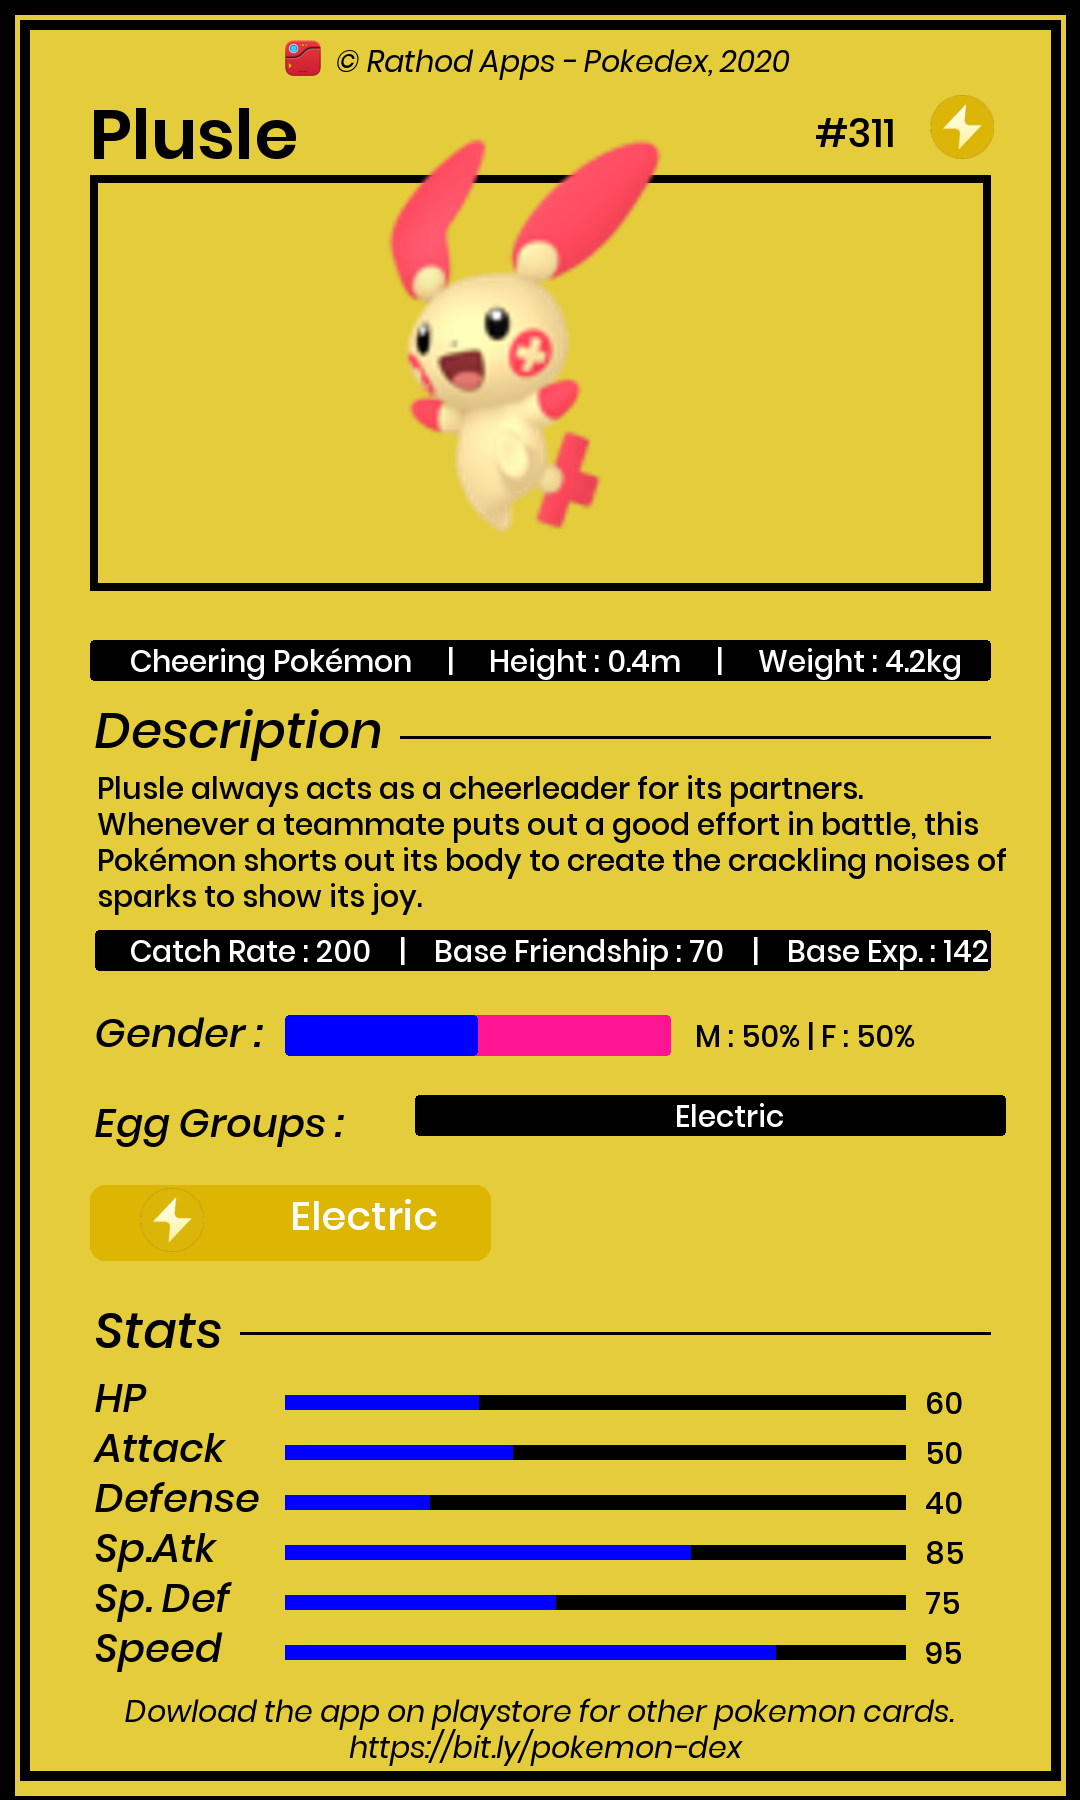 © Rathod Apps - Pokedex, 2020
Plusle #311
Cheering Pokémon | Height : 0.4m | Weight : 4.2kg
Description
Plusle always acts as a cheerleader for its partners.
Whenever a teammate puts out a good effort in battle, this
Pokémon shorts out its body to create the crackling noises of
sparks to show its joy.
Catch Rate : 200 | Base Friendship : 70 | Base Exp. : 142
Gender : M : 50% | F : 50%
Egg Groups : Electric
Electric
Stats
HP 60
Attack 50
Defense 40
Sp.Atk 85
Sp. Def 75
Speed 95
Dowload the app on playstore for other pokemon cards.
https://bit.ly/pokemon-dex